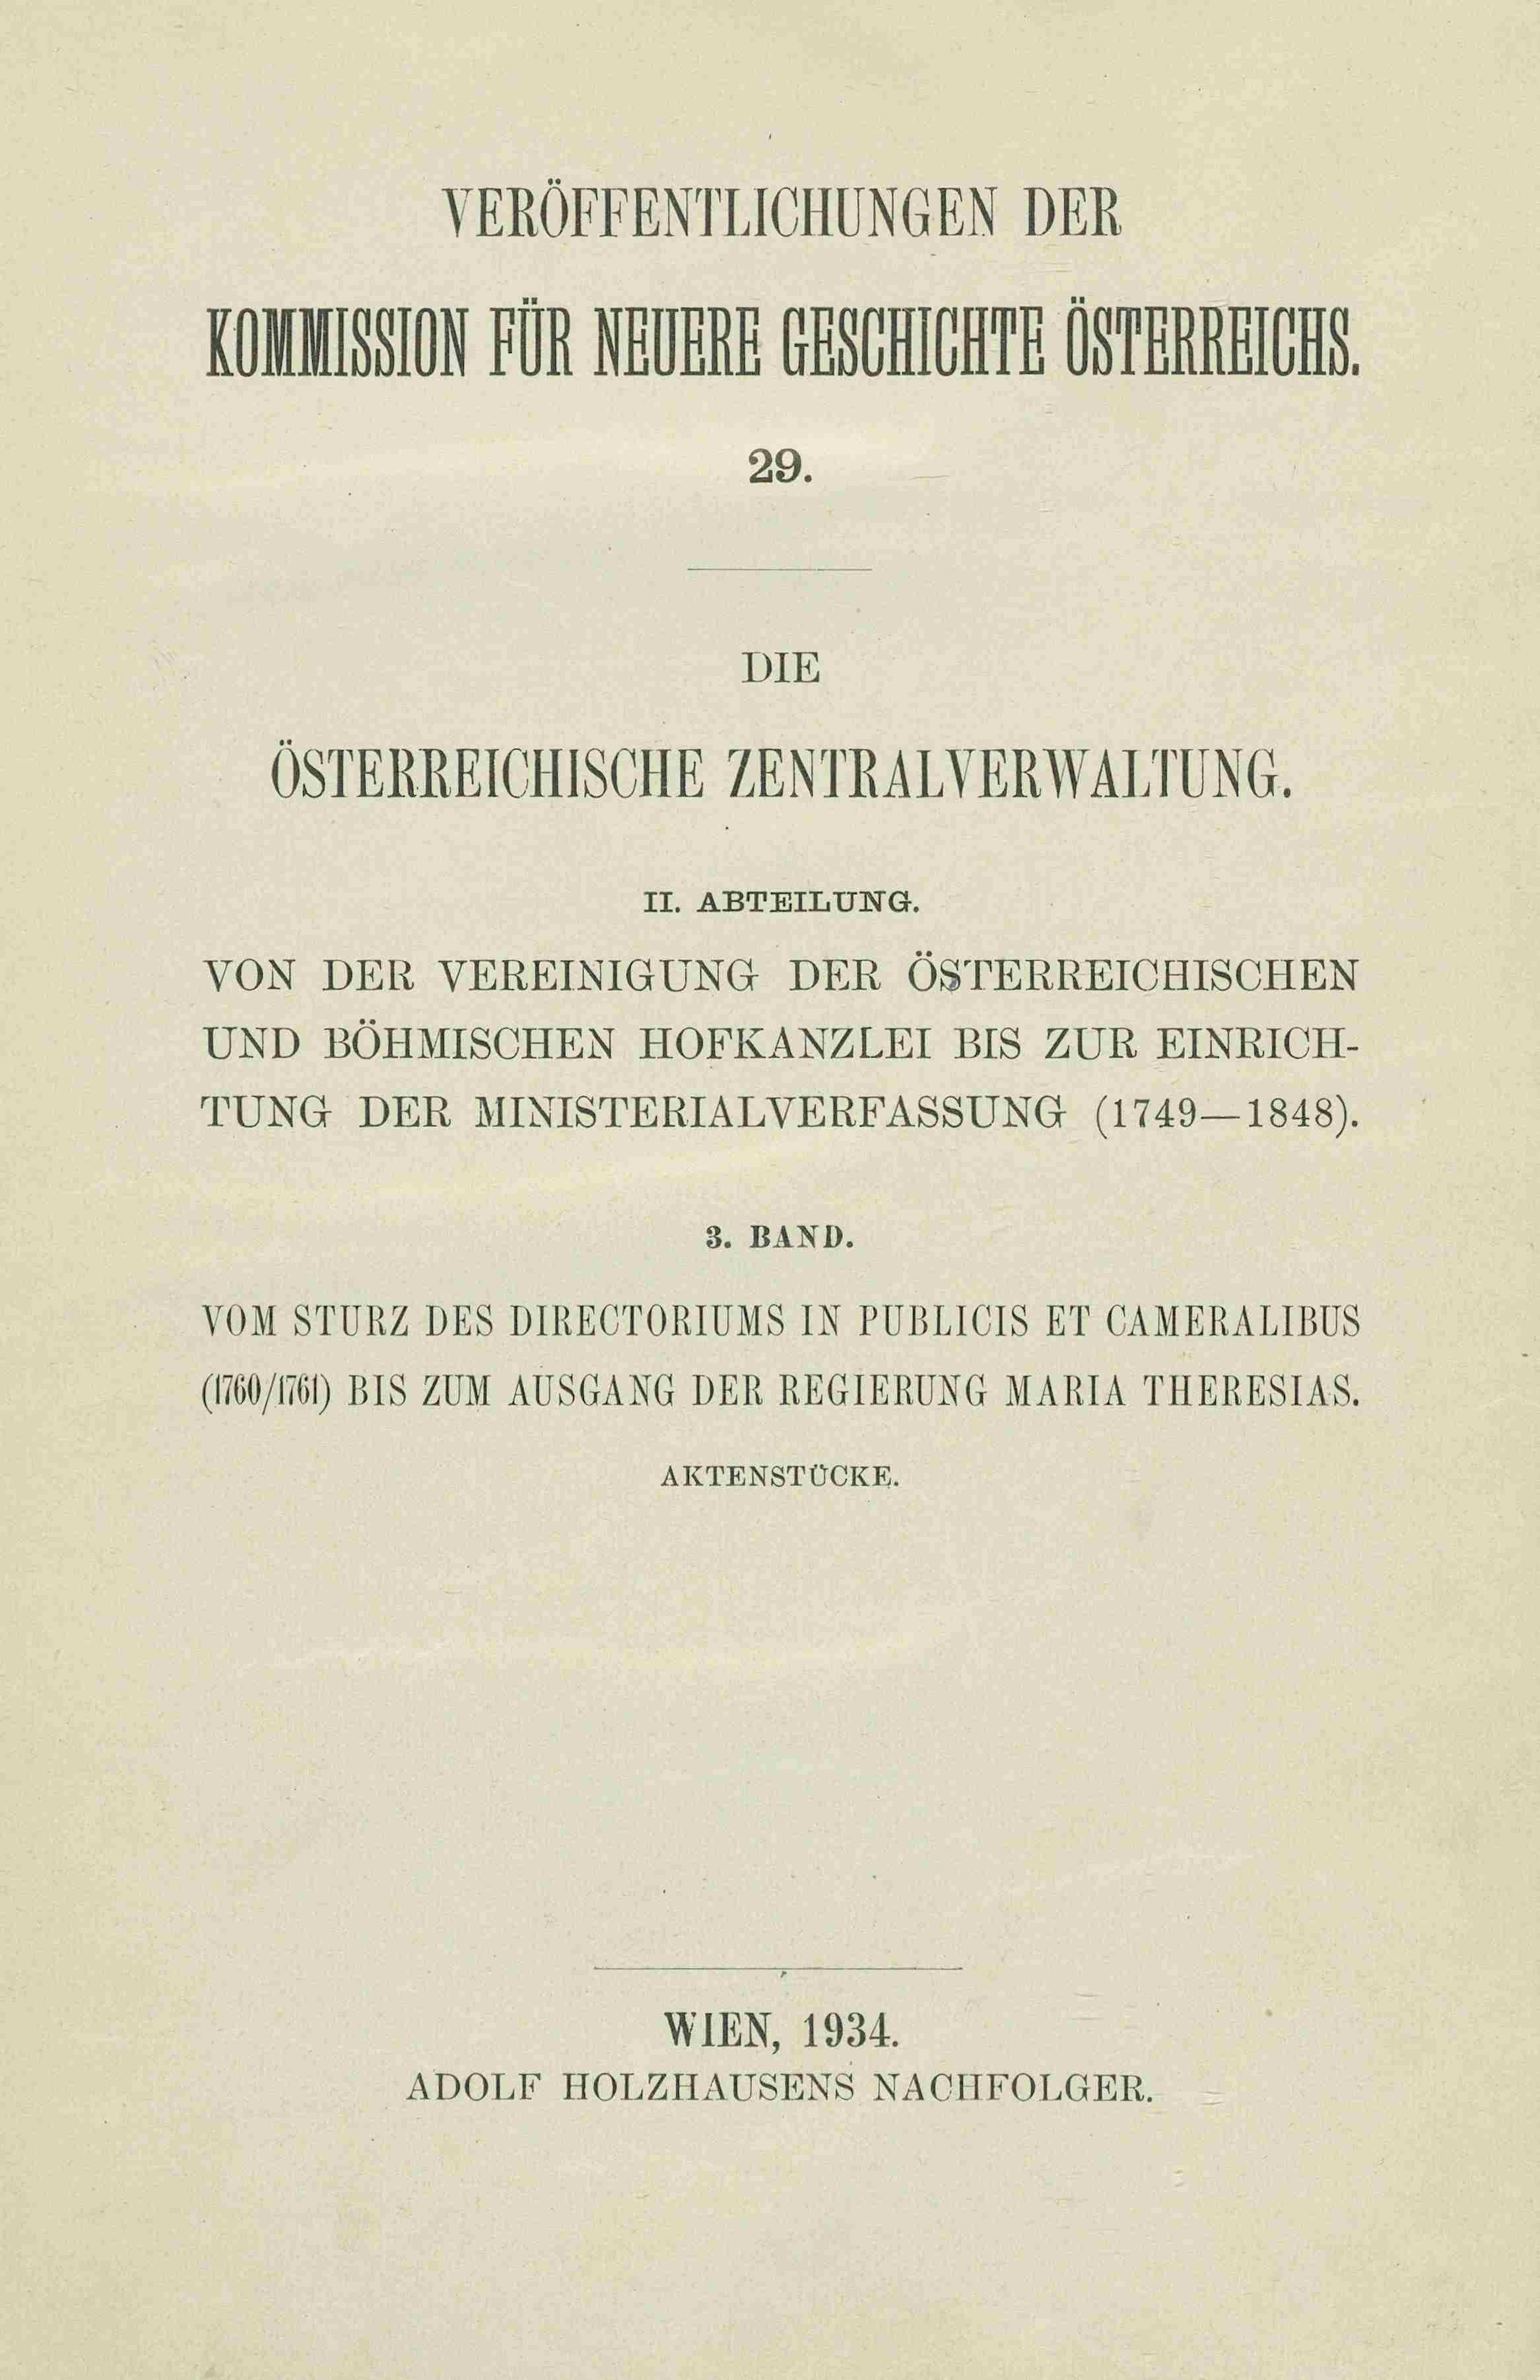 VERÖFFENTLICHUNGEN DER
KOMMISSION FÜR NEUERE GESCHICHTE ÖSTERREICHS.
29.
DIE
ÖSTERREICHISCHE ZENTRALVERWALTUNG.
II. ABTEILUNG.
VON DER VEREINIGUNG DER ÖSTERREICHISCHEN
UND BÖHMISCHEN HOFKANZLEI BIS ZUR EINRICH-
TUNG DER MINISTERIALVERFASSUNG (1749—1848).
3. BAND.
VOM STURZ DES DIRECTORIUMS IN PUBLICIS ET CAMERALIBUS
(1760/1761) BIS ZUM AUSGANG DER REGIERUNG MARIA THERESIAS.
AKTENSTÜCKE.
WIEN, 1934.
ADOLF HOLZHAUSENS NACHFOLGER.